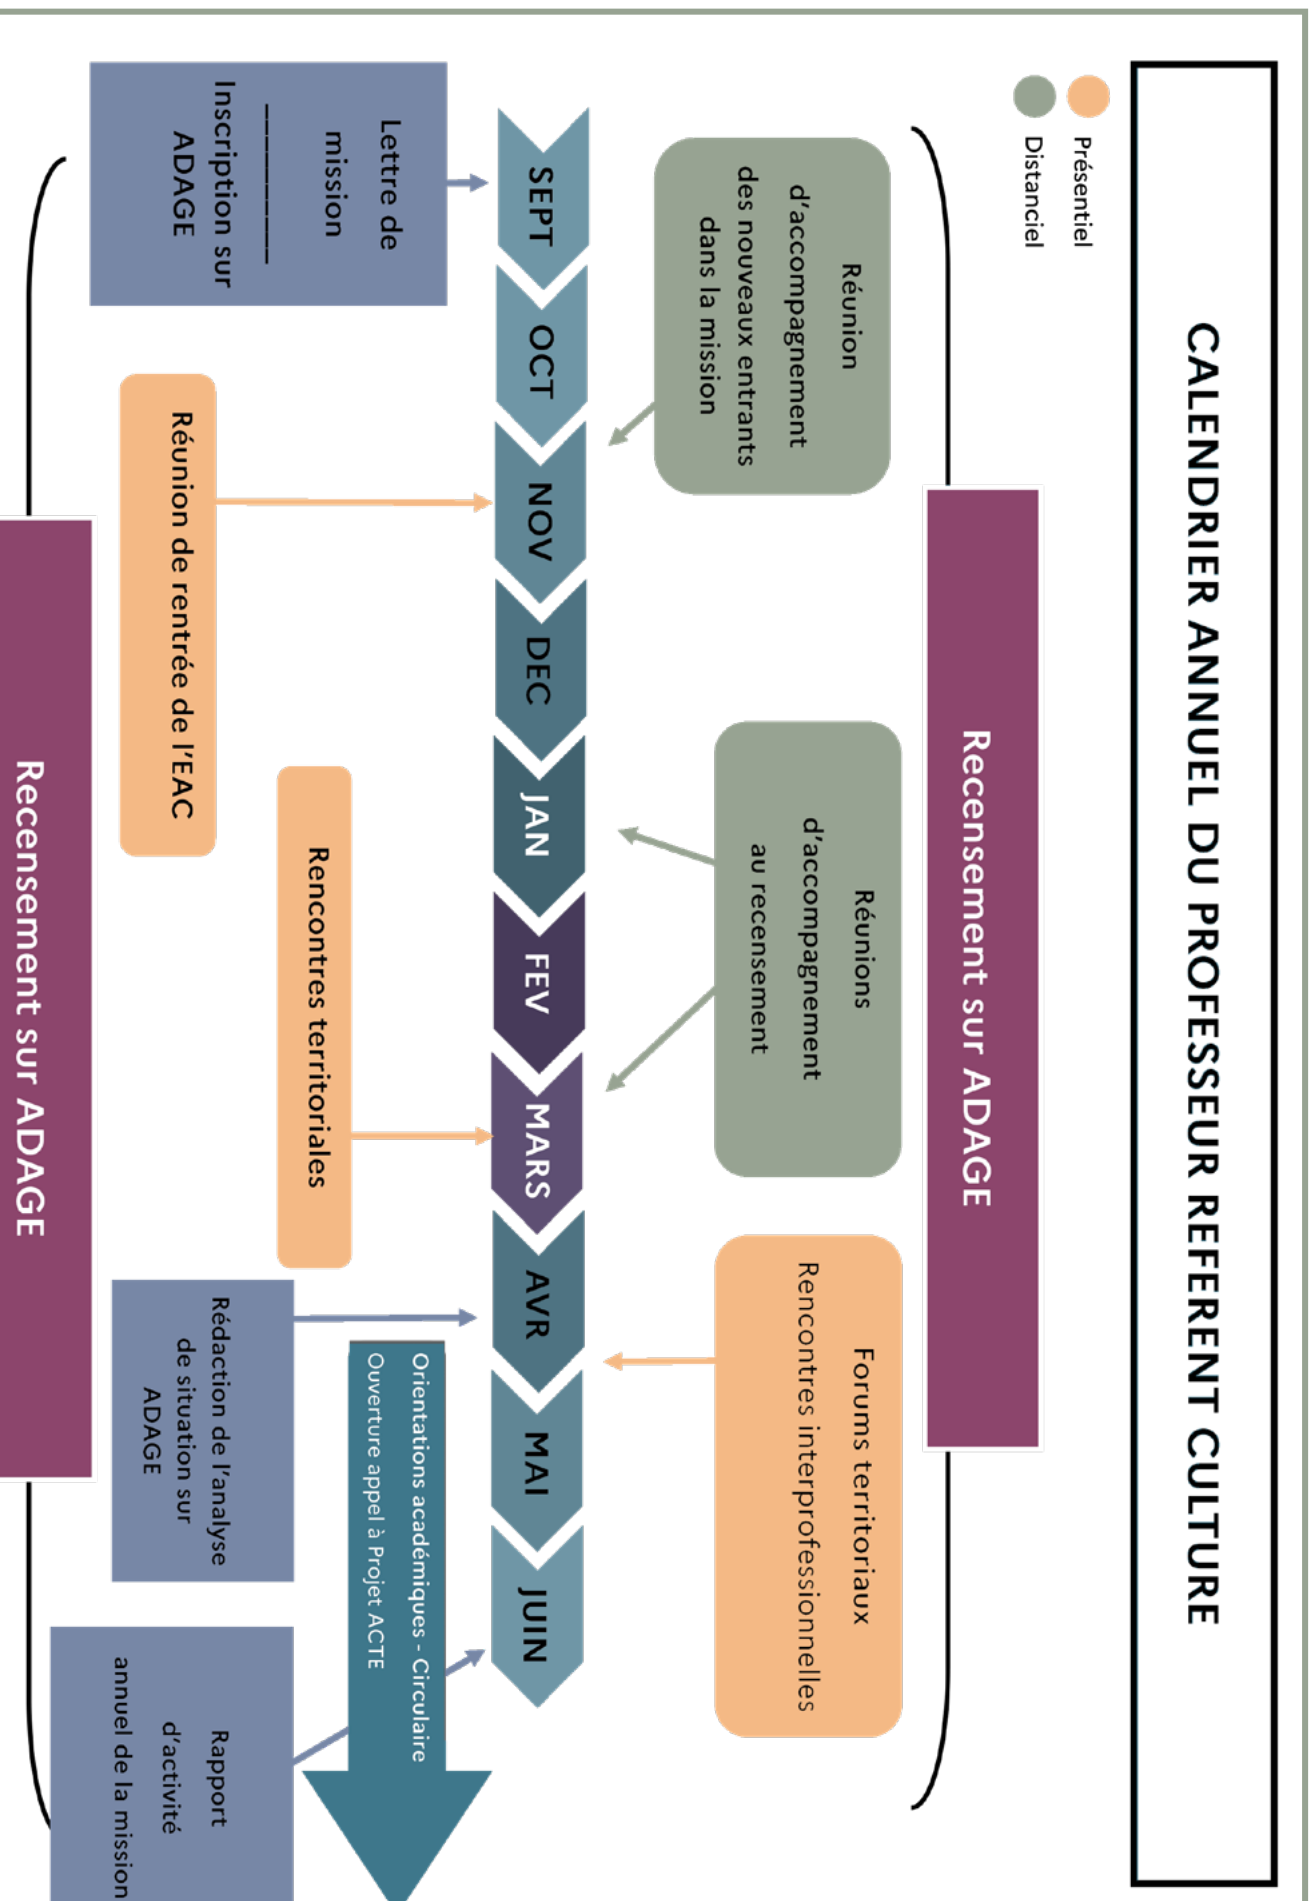 CALENDRIER ANNUEL DU PROFESSEUR REFERENT CULTURE
Présentiel
Distanciel
Recensement sur ADAGE
Réunion
d'accompagnement
des nouveaux entrants
dans la mission
Réunions
d'accompagnement
au recensement
Forums territoriaux
Rencontres interprofessionnelles
SEPT
OCT
NOV
DEC
JAN
FEV
MARS
AVR
MAI
JUIN
Lettre de
mission
Inscription sur
ADAGE
Réunion de rentrée de l'EAC
Rencontres territoriales
Orientations académiques - Circulaire
Ouverture appel à Projet ACTE
Rédaction de l'analyse
de situation sur
ADAGE
Rapport
d'activité
annuel de la mission
Recensement sur ADAGE